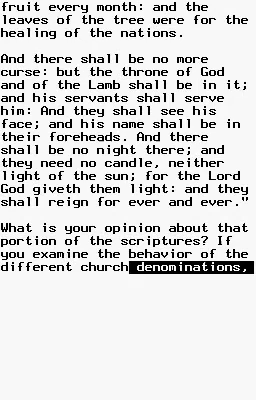 fruit every month: and the
leaves of the tree were for the
healing of the nations.
And there shall be no more
curse: but the throne of God
and of the Lamb shall be in it;
and his servants shall serve
him: And they shall see his
face; and his name shall be in
their foreheads. And there
shall be no night there; and
they need no candle, neither
light of the sun; for the Lord
God giveth them light: and they
shall reign for ever and ever."
What is your opinion about that
portion of the scriptures? If
you examine the behavior of the
different church denominations,